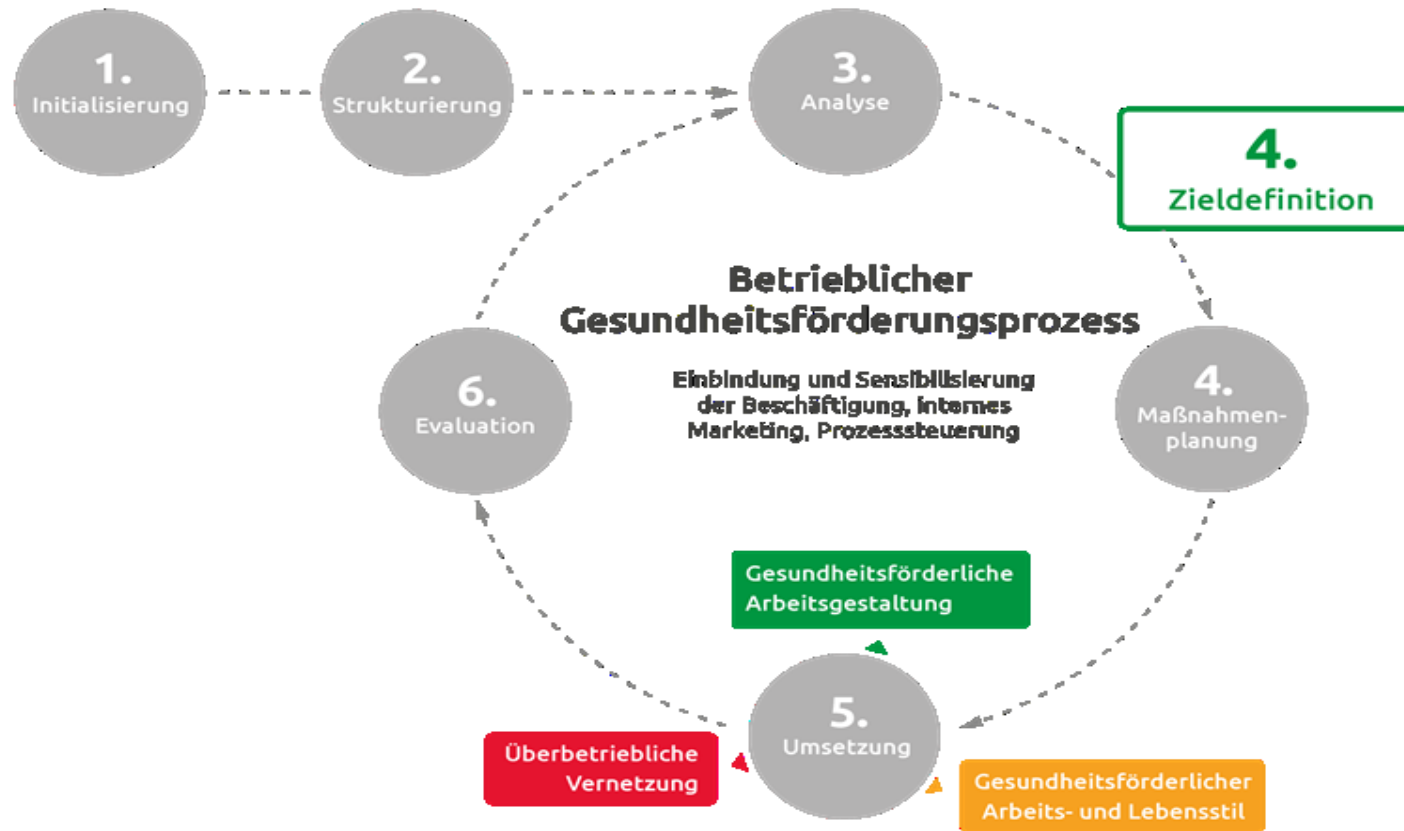 1.
Initialisierung
2.
Strukturierung
3.
Analyse
4.
Zieldefinition
Betrieblicher
Gesundheitsförderungsprozess
Einbindung und Sensibilisierung
der Beschäftigung, internes
Marketing, Prozesssteuerung
4.
Maßnahmen-
planung
6.
Evaluation
Gesundheitsförderliche
Arbeitsgestaltung
5.
Umsetzung
Überbetriebliche
Vernetzung
Gesundheitsförderlicher
Arbeits- und Lebensstil